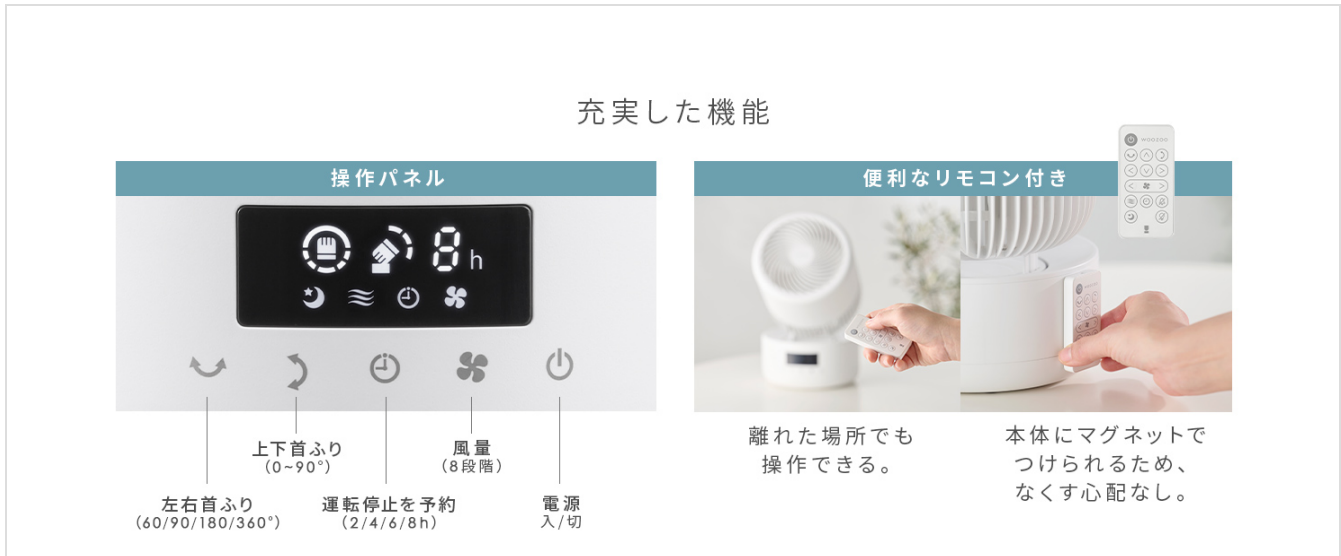 充実した機能
操作パネル
8h
上下首ふり
(0~90°)
風量
(8段階)
左右首ふり
(60/90/180/360°)
運転停止を予約
(2/4/6/8h)
電源
入/切
便利なリモコン付き
WOOZOO
離れた場所でも
操作できる。
本体にマグネットで
つけられるため、
なくす心配なし。